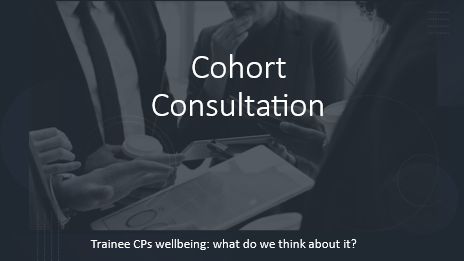 Cohort
Consultation
Trainee CPs wellbeing: what do we think about it?